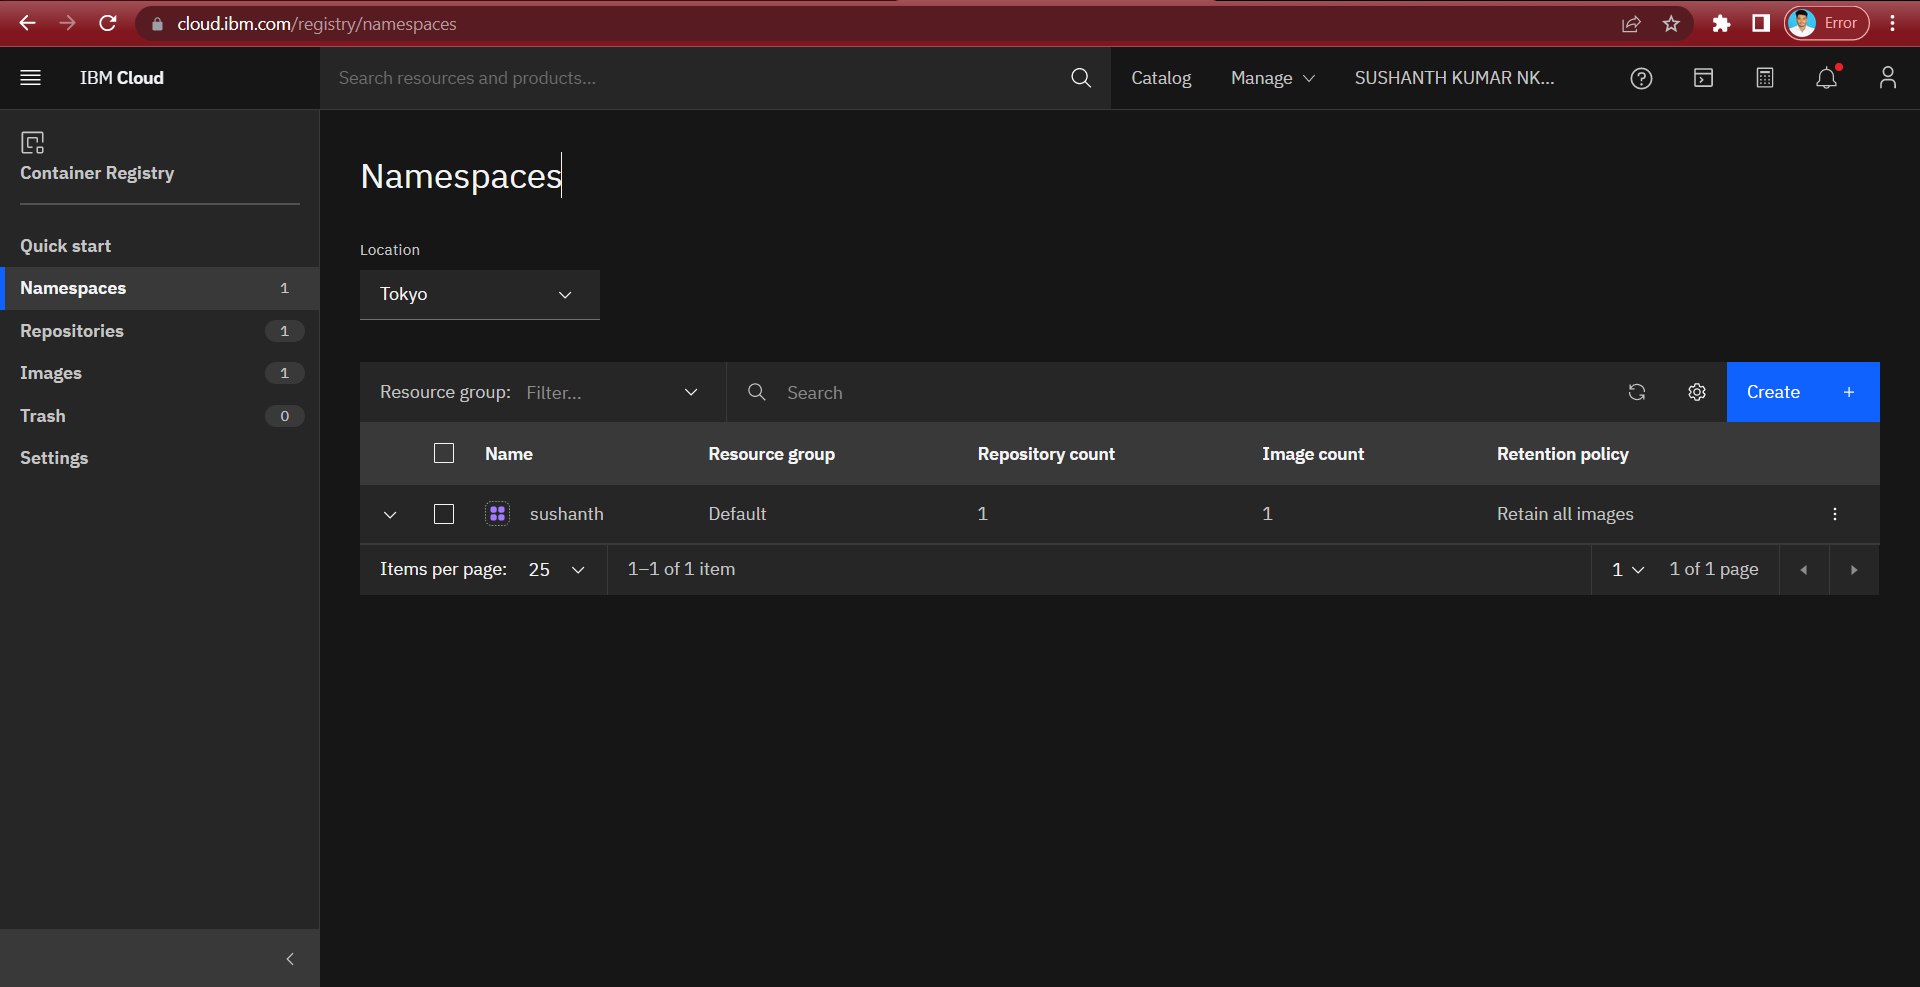 cloud.ibm.com/registry/namespaces
Error
IBM Cloud
Search resources and products...
Catalog
Manage
SUSHANTH KUMAR NK...
Container Registry
Quick start
Namespaces 1
Repositories 1
Images 1
Trash 0
Settings
Namespaces
Location
Tokyo
Resource group: Filter...
Search
Create +
Name Resource group Repository count Image count Retention policy
sushanth Default 1 1 Retain all images
Items per page: 25 1–1 of 1 item 1 1 of 1 page